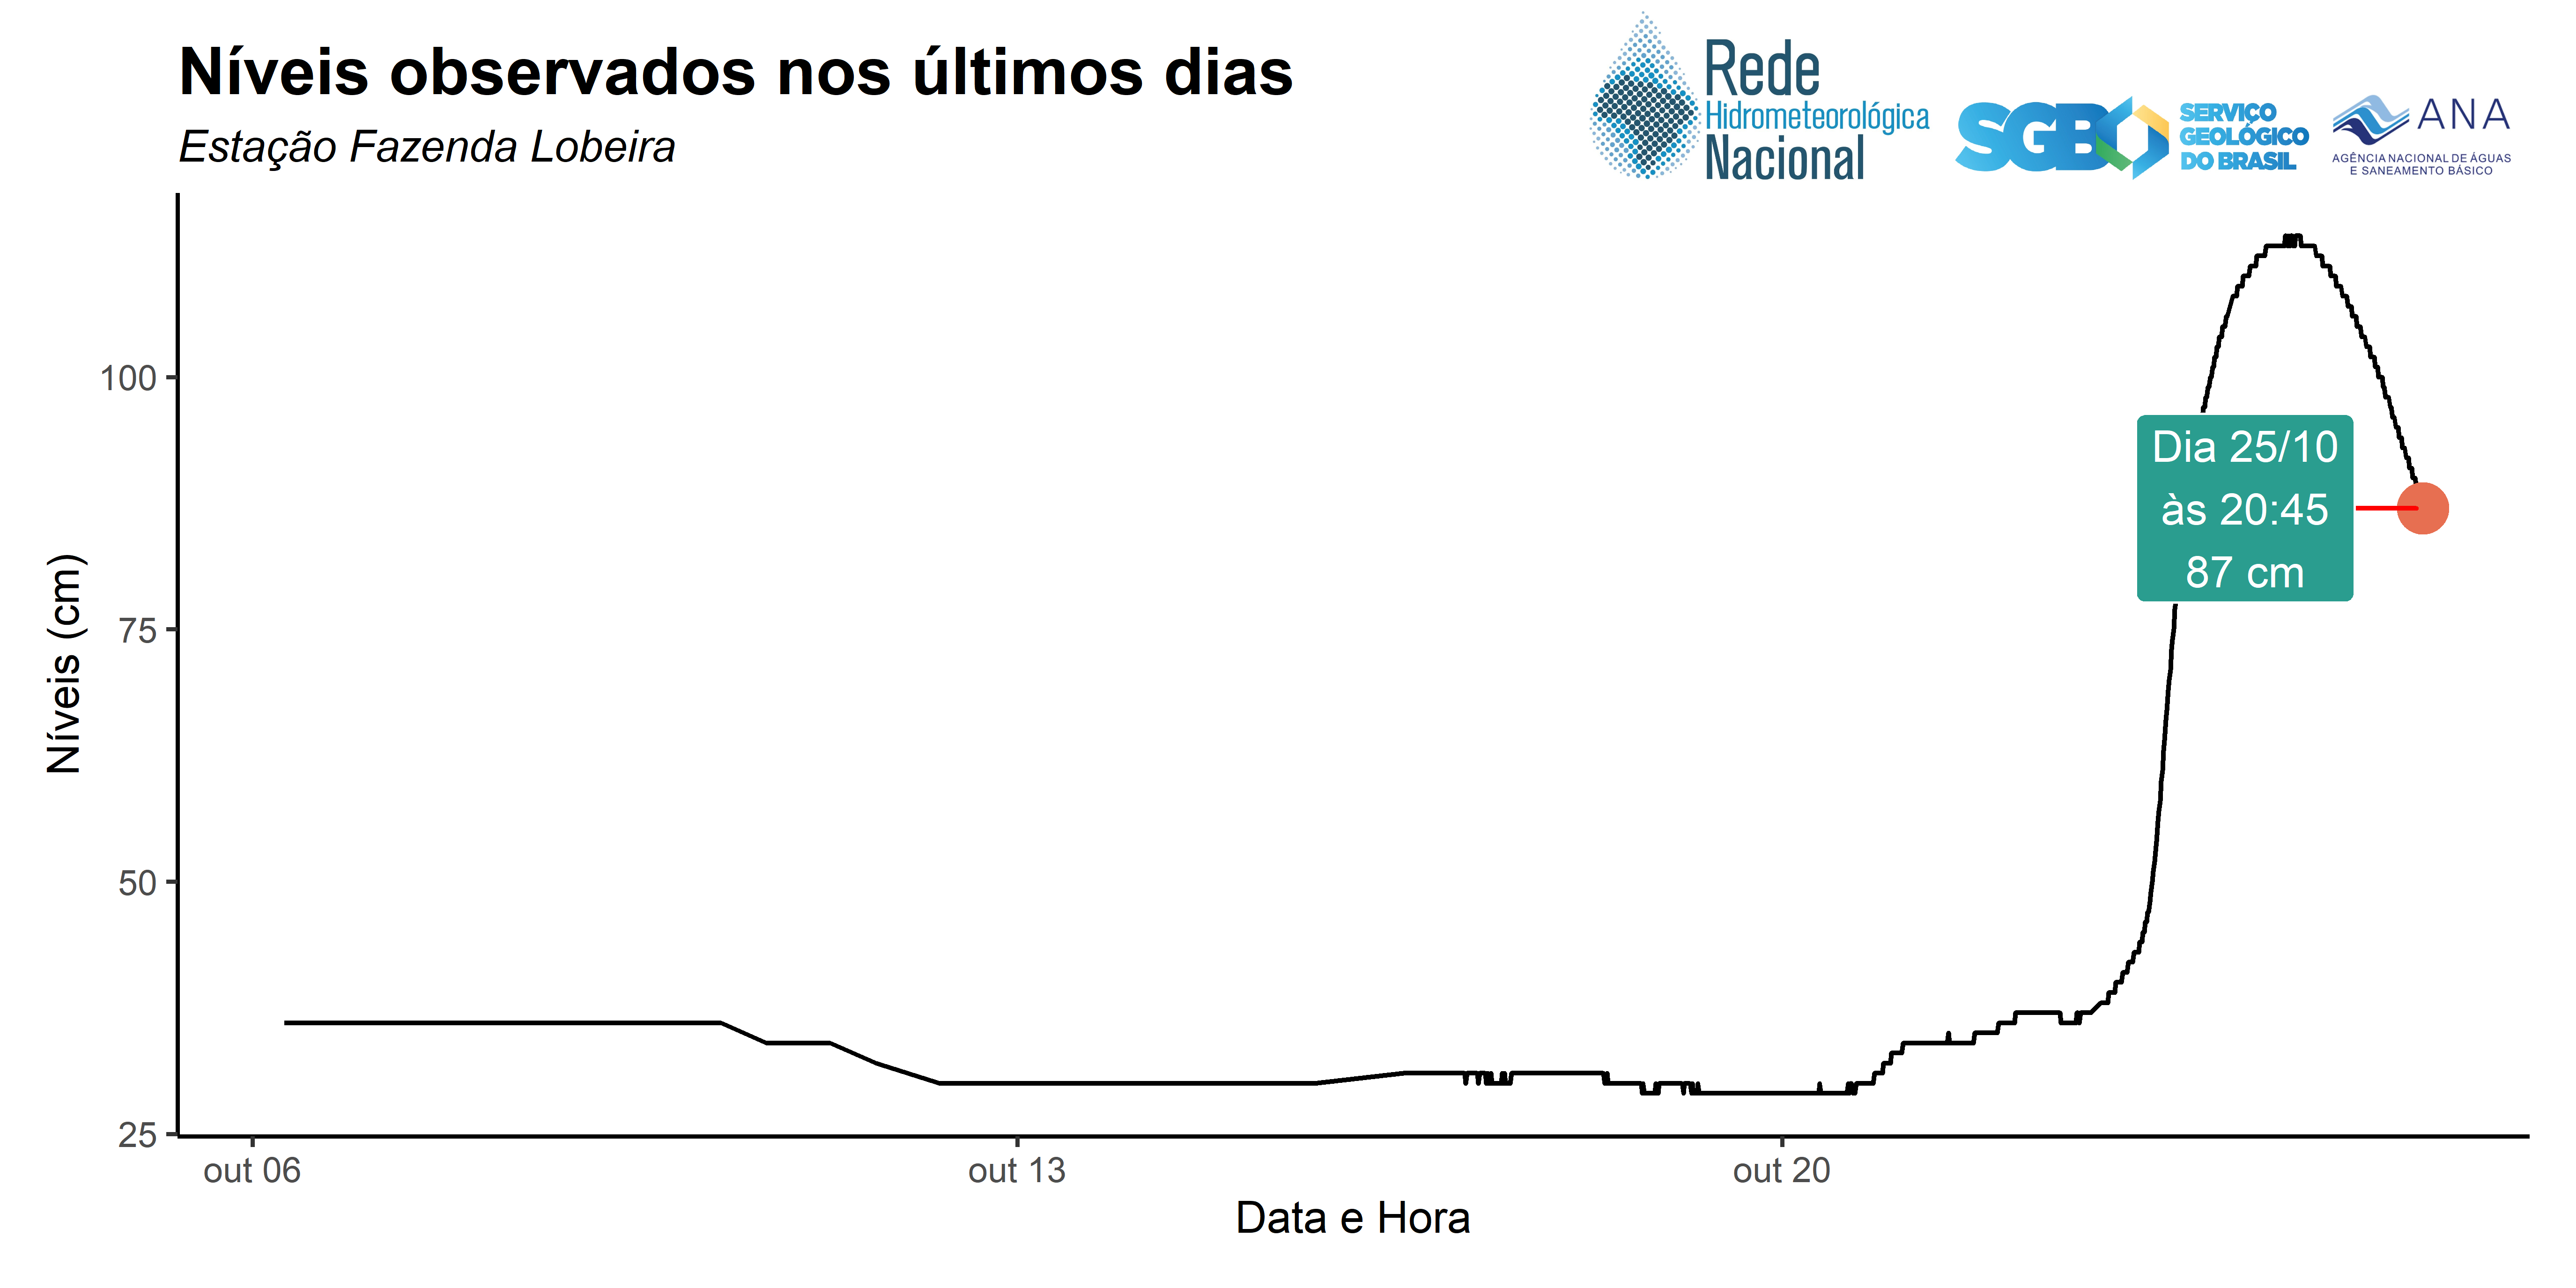 Níveis observados nos últimos dias
Estação Fazenda Lobeira
Rede
Hidrometeorológica
Nacional
SGB
SERVIÇO
GEOLÓGICO
DO BRASIL
ANA
AGÊNCIA NACIONAL DE ÁGUAS
E SANEAMENTO BÁSICO
Níveis (cm)
100
75
50
25
Dia 25/10
às 20:45
87 cm
out 06
out 13
out 20
Data e Hora